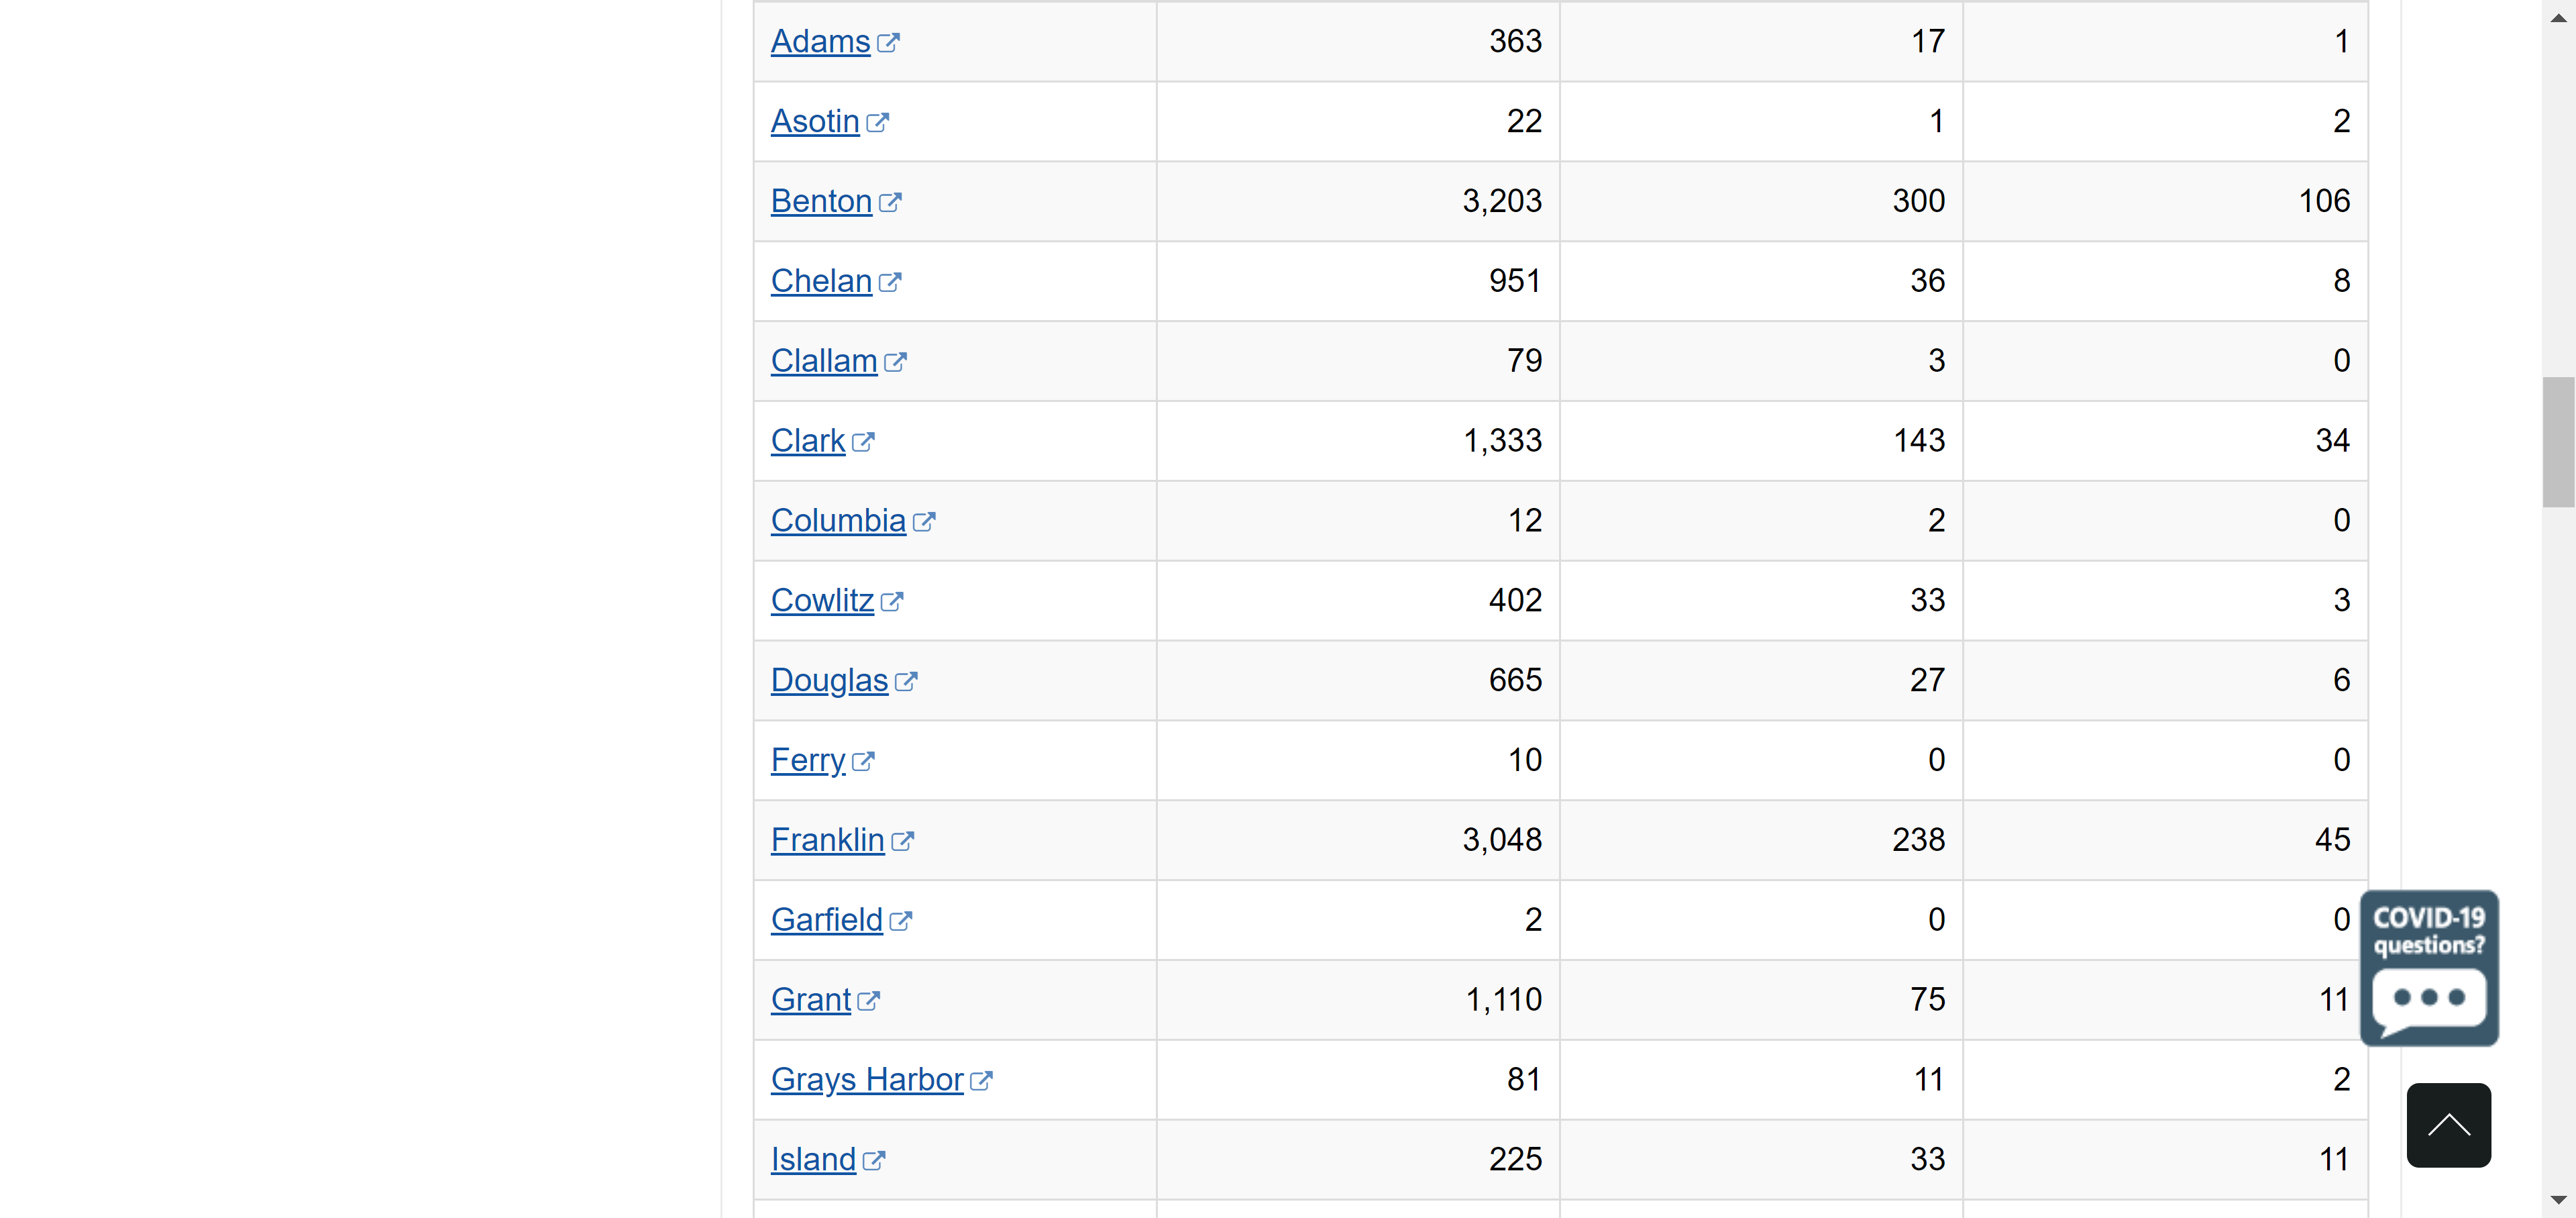 Adams 363 17 1
Asotin 22 1 2
Benton 3,203 300 106
Chelan 951 36 8
Clallam 79 3 0
Clark 1,333 143 34
Columbia 12 2 0
Cowlitz 402 33 3
Douglas 665 27 6
Ferry 10 0 0
Franklin 3,048 238 45
Garfield 2 0 0
COVID-19
questions?
Grant 1,110 75 11
Grays Harbor 81 11 2
Island 225 33 11